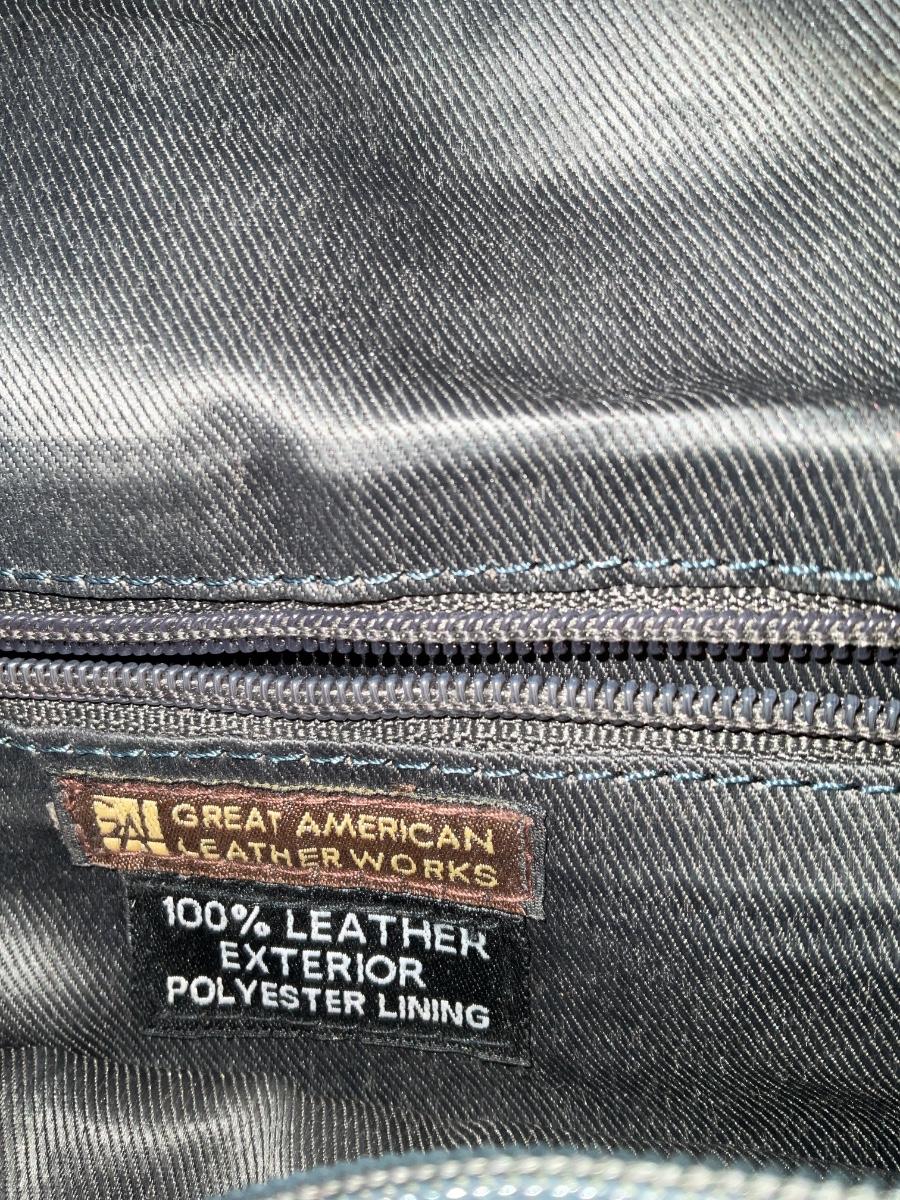 GREAT AMERICAN
LEATHERWORKS
100% LEATHER
EXTERIOR
POLYESTER LINING